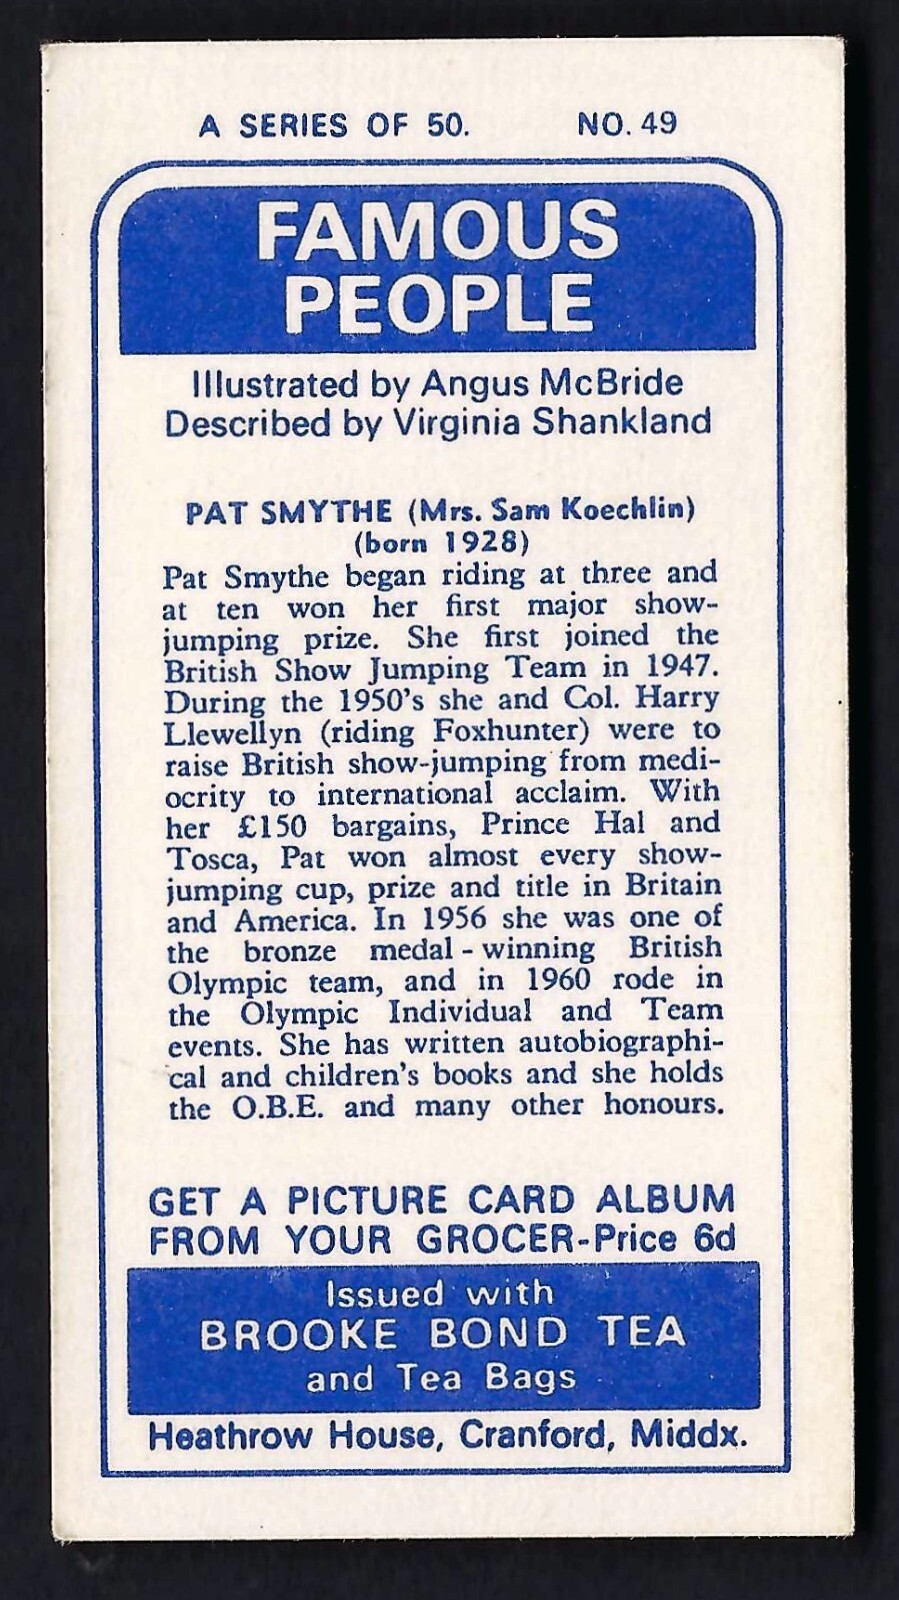 A SERIES OF 50. NO. 49
FAMOUS
PEOPLE
Illustrated by Angus McBride
Described by Virginia Shankland
PAT SMYTHE (Mrs. Sam Koechlin)
(born 1928)
Pat Smythe began riding at three and
at ten won her first major show-
jumping prize. She first joined the
British Show Jumping Team in 1947.
During the 1950's she and Col. Harry
Llewellyn (riding Foxhunter) were to
raise British show-jumping from medi-
ocrity to international acclaim. With
her £150 bargains, Prince Hal and
Tosca, Pat won almost every show-
jumping cup, prize and title in Britain
and America. In 1956 she was one of
the bronze medal-winning British
Olympic team, and in 1960 rode in
the Olympic Individual and Team
events. She has written autobiographi-
cal and children's books and she holds
the O.B.E. and many other honours.
GET A PICTURE CARD ALBUM
FROM YOUR GROCER-Price 6d
Issued with
BROOKE BOND TEA
and Tea Bags
Heathrow House, Cranford, Middx.